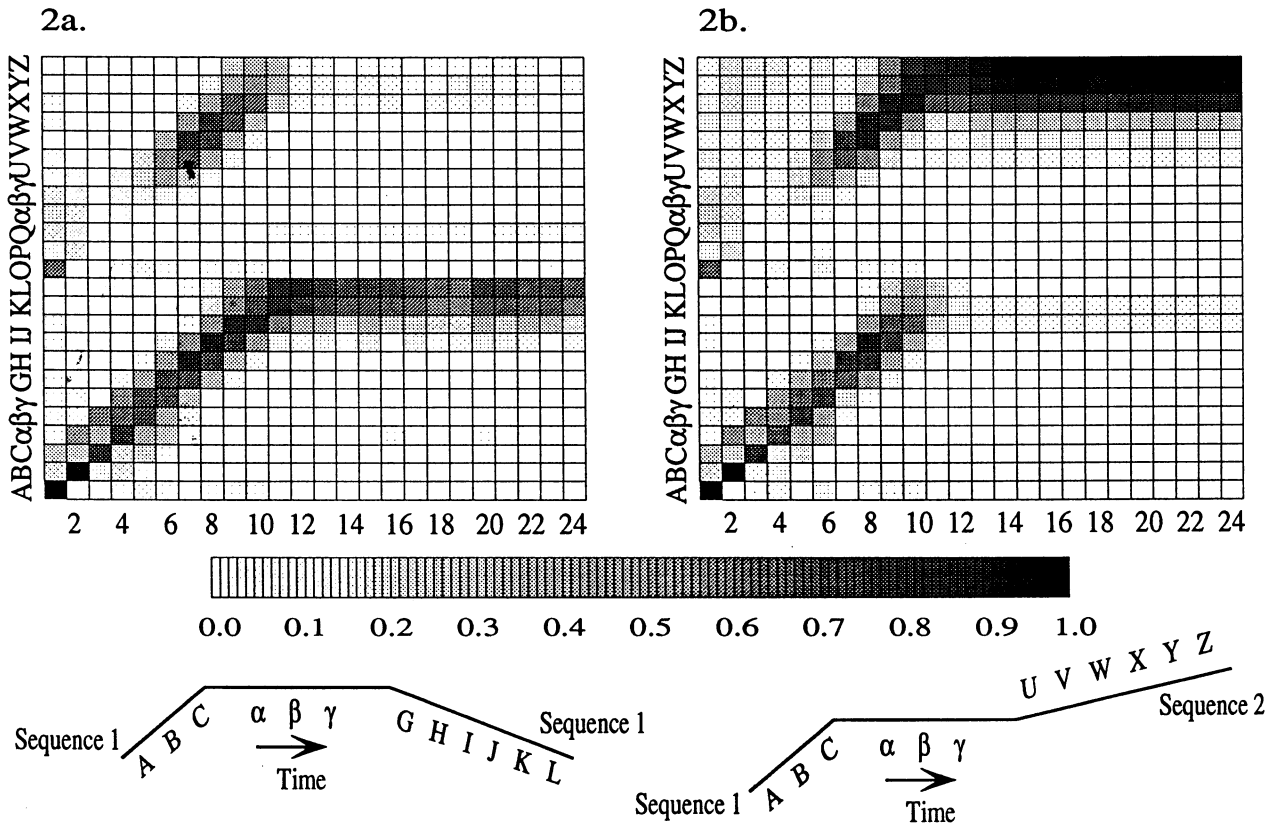 2a.
2b.
ABCαβγ GH IJ KLOPQαβγUVWXYZ
ABCαβγ GH IJ KLOPQαβγUVWXYZ
2 4 6 8 10 12 14 16 18 20 22 24
2 4 6 8 10 12 14 16 18 20 22 24
0.0 0.1 0.2 0.3 0.4 0.5 0.6 0.7 0.8 0.9 1.0
Sequence 1
A B C α β γ G H I J K L
Sequence 1
Time
Sequence 1
A B C α β γ U V W X Y Z
Sequence 2
Time